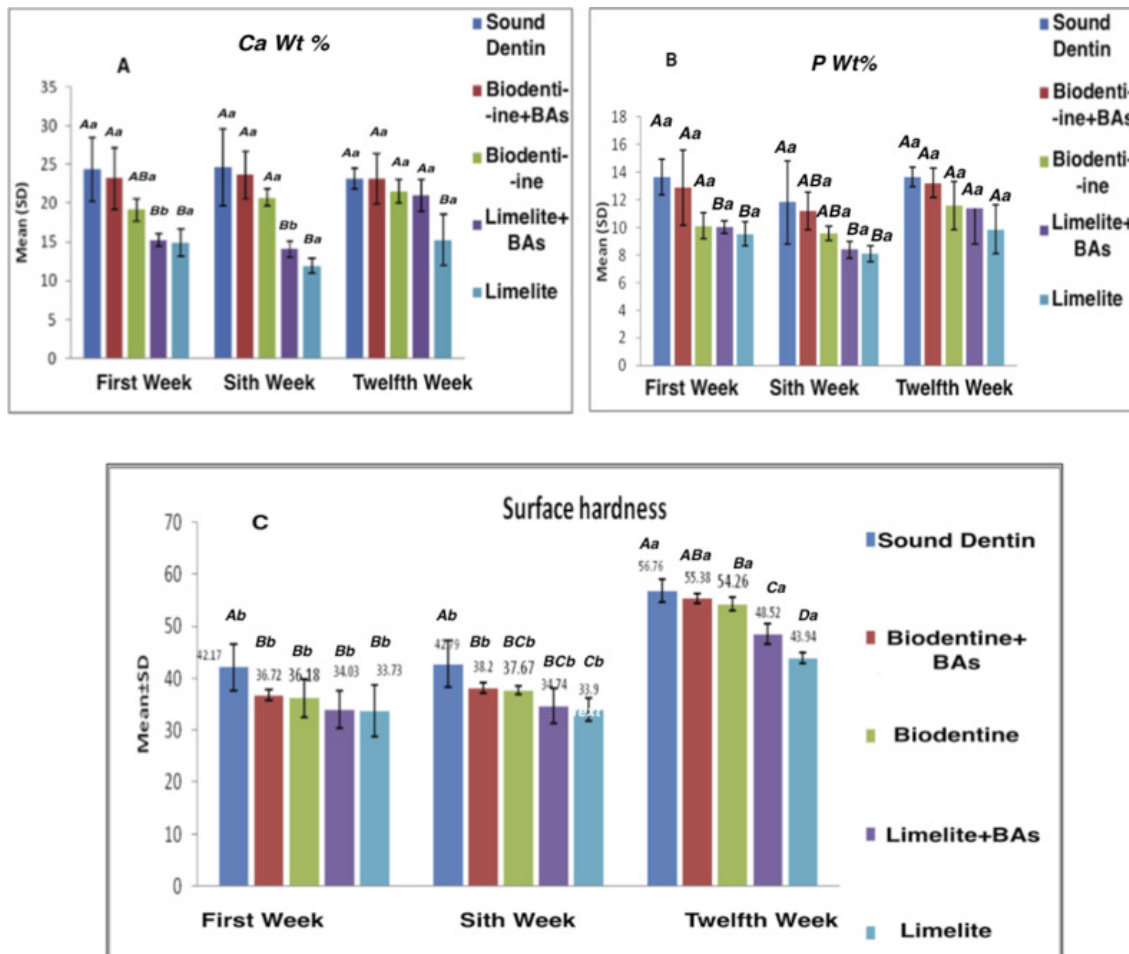 Ca Wt %
A
Mean (SD)
35
30
25
20
15
10
5
0
Aa
Aa
ABa
Bb
Ba
Aa
Aa
Aa
Bb
Ba
Aa
Aa
Aa
Aa
Ba
First Week
Sith Week
Twelfth Week
Sound
Dentin
Biodenti-
-ine+BAs
Biodenti-
-ine
Limelite+
BAs
Limelite
B
P Wt%
Mean (SD)
18
16
14
12
10
8
6
4
2
0
Aa
Aa
Aa
Ba
Ba
Aa
ABa
ABa
Ba
Ba
Aa
Aa
Aa
Aa
Aa
First Week
Sith Week
Twelfth Week
Sound
Dentin
Biodenti-
-ine+BAs
Biodenti-
-ine
Limelite+
BAs
Limelite
C
Surface hardness
Mean±SD
70
60
50
40
30
20
10
0
Ab
42.17
Bb
36.72
Bb
36.18
Bb
34.03
Bb
33.73
Ab
Bb
38.2
BCb
37.67
BCb
34.74
Cb
33.9
Aa
56.76
ABa
55.38
Ba
54.26
Ca
48.52
Da
43.94
First Week
Sith Week
Twelfth Week
Sound Dentin
Biodentine+
BAs
Biodentine
Limelite+BAs
Limelite